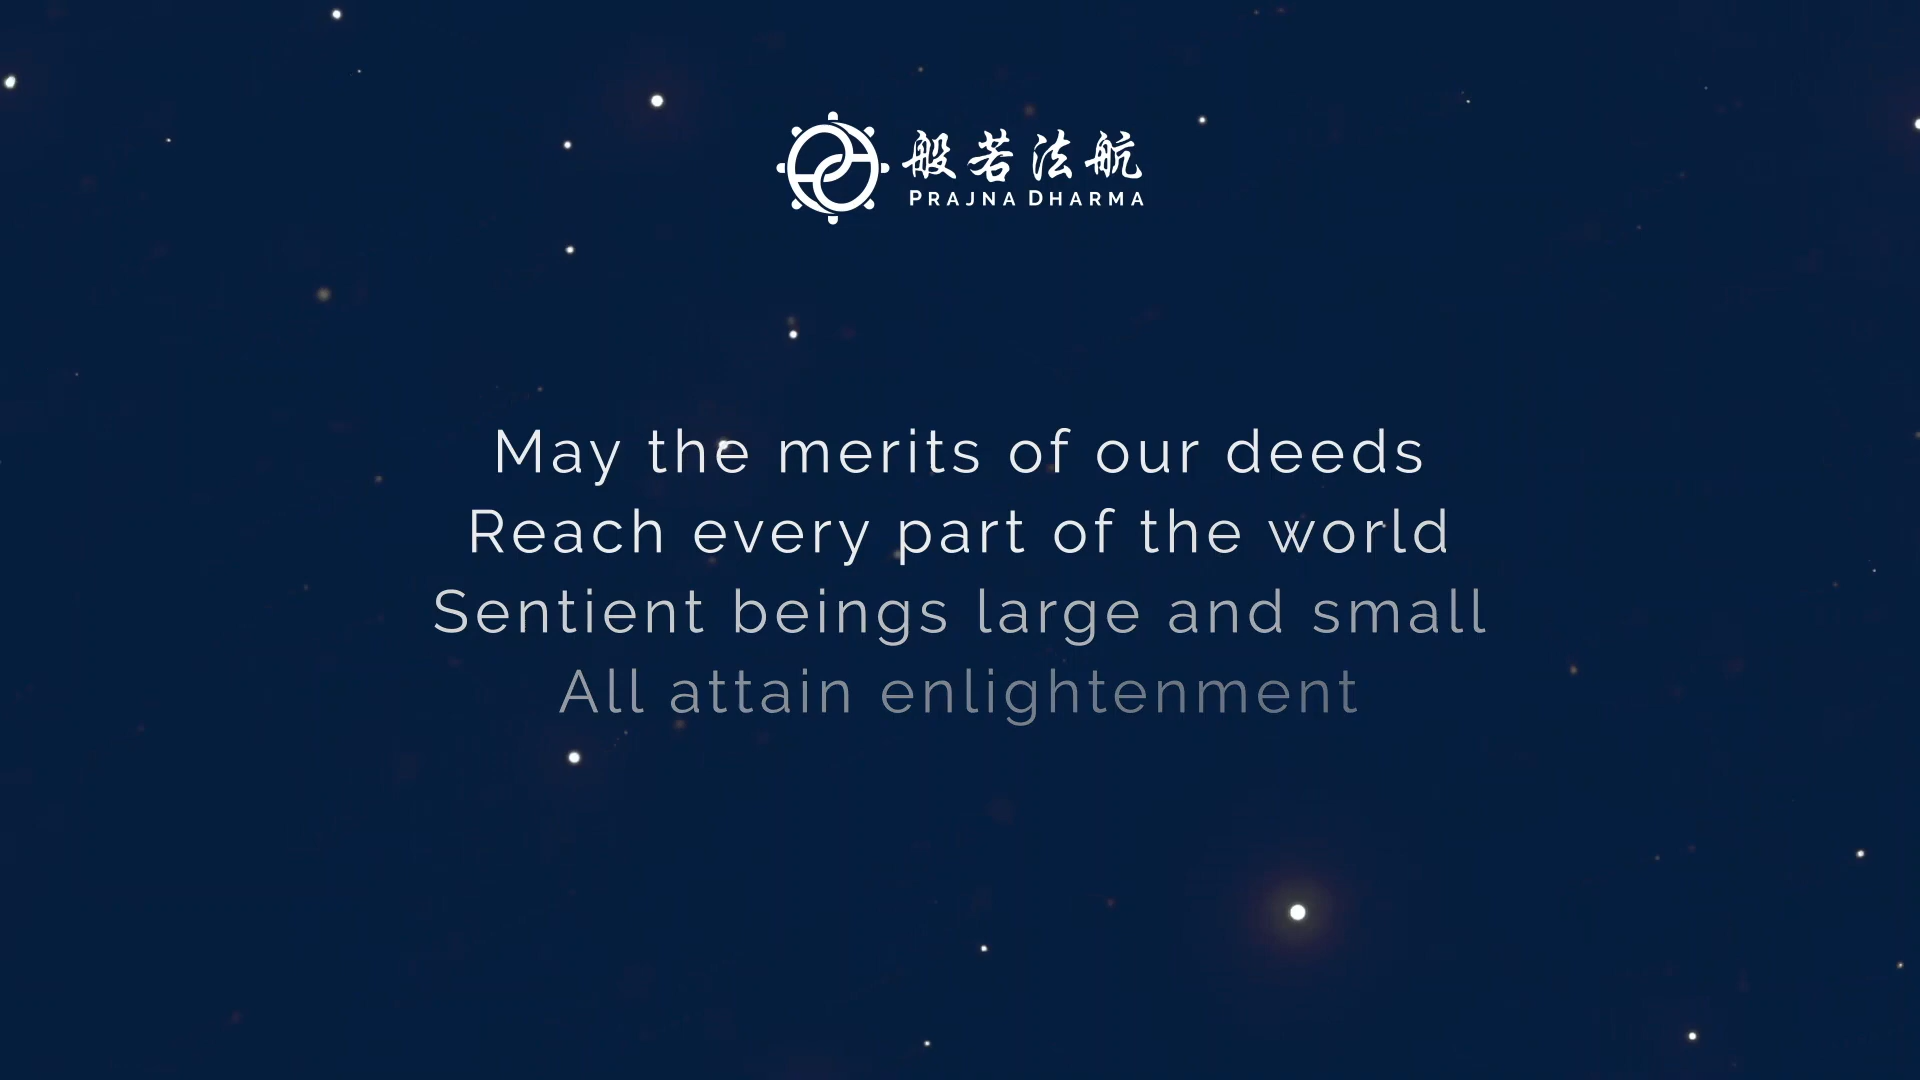 般若法航
PRAJNA DHARMA
May the merits of our deeds
Reach every part of the world
Sentient beings large and small
All attain enlightenment